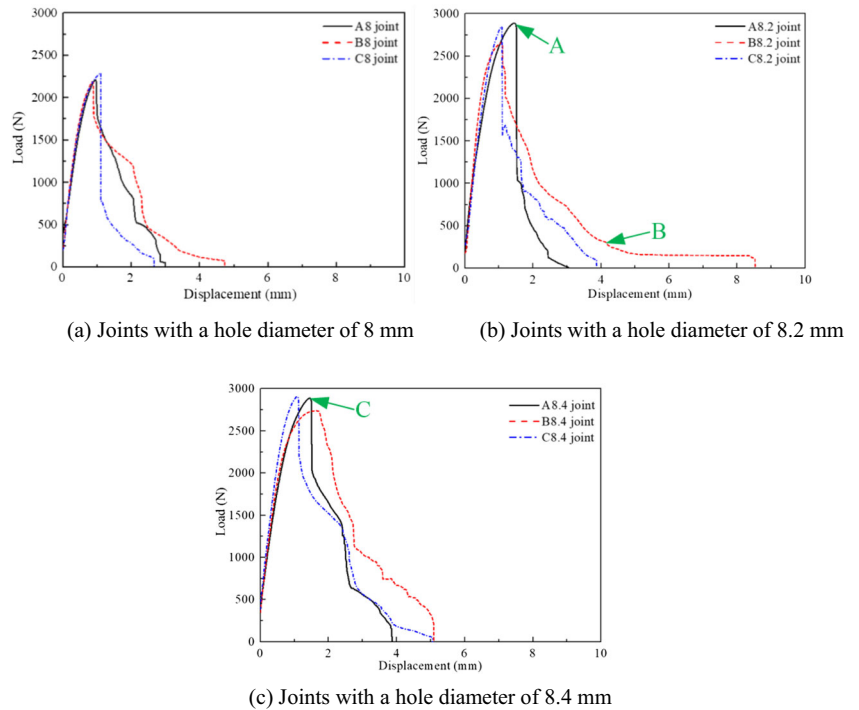 3000
2500
2000
1500
1000
500
0
Load (N)
A8 joint
B8 joint
C8 joint
0 2 4 6 8 10
Displacement (mm)
(a) Joints with a hole diameter of 8 mm
3000
2500
2000
1500
1000
500
0
Load (N)
A8.2 joint
B8.2 joint
C8.2 joint
A
B
0 2 4 6 8 10
Displacement (mm)
(b) Joints with a hole diameter of 8.2 mm
3000
2500
2000
1500
1000
500
0
Load (N)
A8.4 joint
B8.4 joint
C8.4 joint
C
0 2 4 6 8 10
Displacement (mm)
(c) Joints with a hole diameter of 8.4 mm